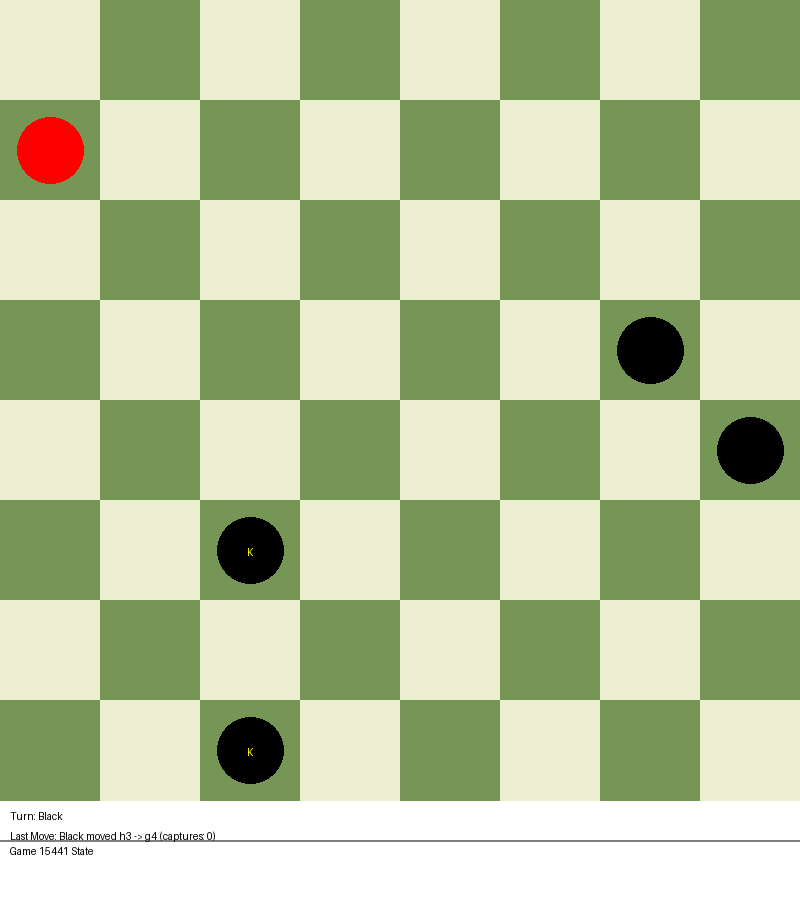 K
K
Turn: Black
Last Move: Black moved h3 -> g4 (captures: 0)
Game 15441 State